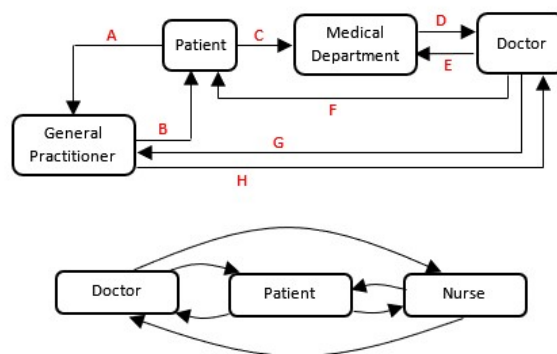 A
Patient
C
Medical
Department
D
E
Doctor
F
General
Practitioner
B
G
H
Doctor
Patient
Nurse